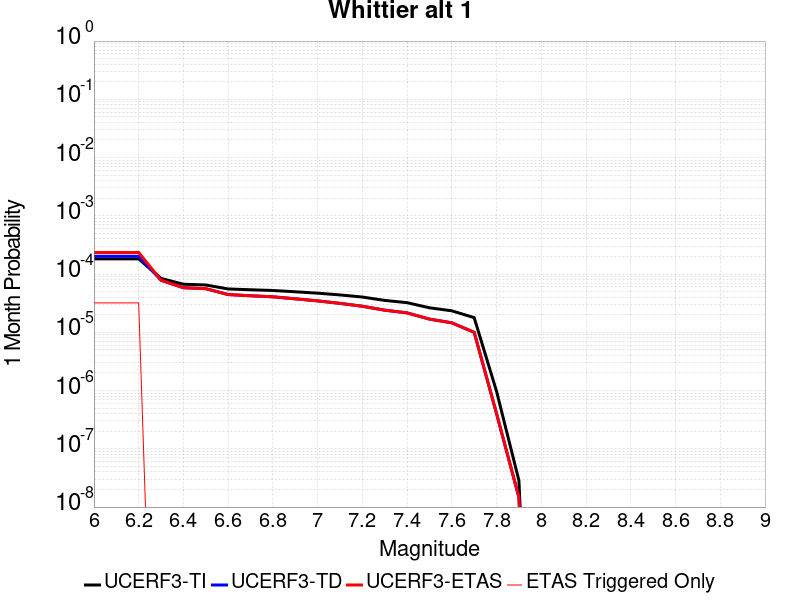 Whittier alt 1
10^0
10^-1
10^-2
10^-3
10^-4
10^-5
10^-6
10^-7
10^-8
1 Month Probability
6 6.2 6.4 6.6 6.8 7 7.2 7.4 7.6 7.8 8 8.2 8.4 8.6 8.8 9
Magnitude
UCERF3-TI UCERF3-TD UCERF3-ETAS ETAS Triggered Only